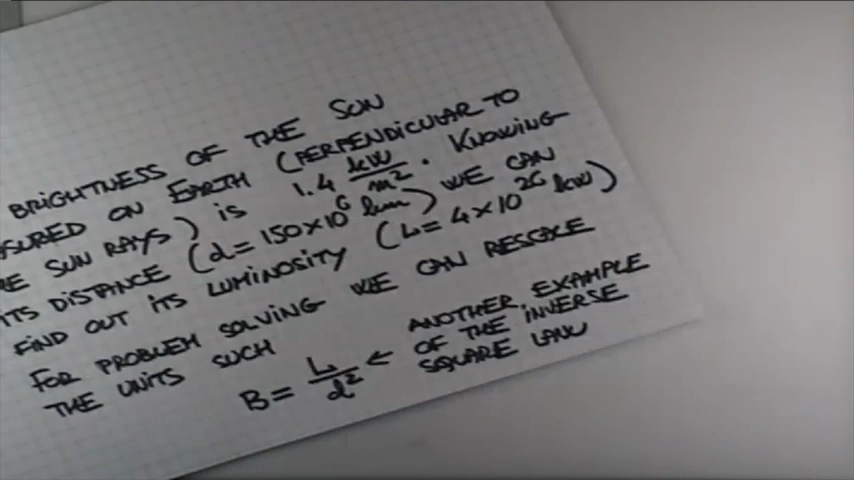 BRIGHTNESS OF THE SUN
ASURED ON EARTH (PERPENDICULAR TO
RE SUN RAYS) IS 1.4 kW/m². KNOWING
ITS DISTANCE (d = 150×10⁶ km) WE CAN
FIND OUT ITS LUMINOSITY (L = 4×10²⁶ kW)
FOR PROBLEM SOLVING WE CAN RESCALE
THE UNITS SUCH
B = L/d² ← ANOTHER EXAMPLE
OF THE INVERSE
SQUARE LAW